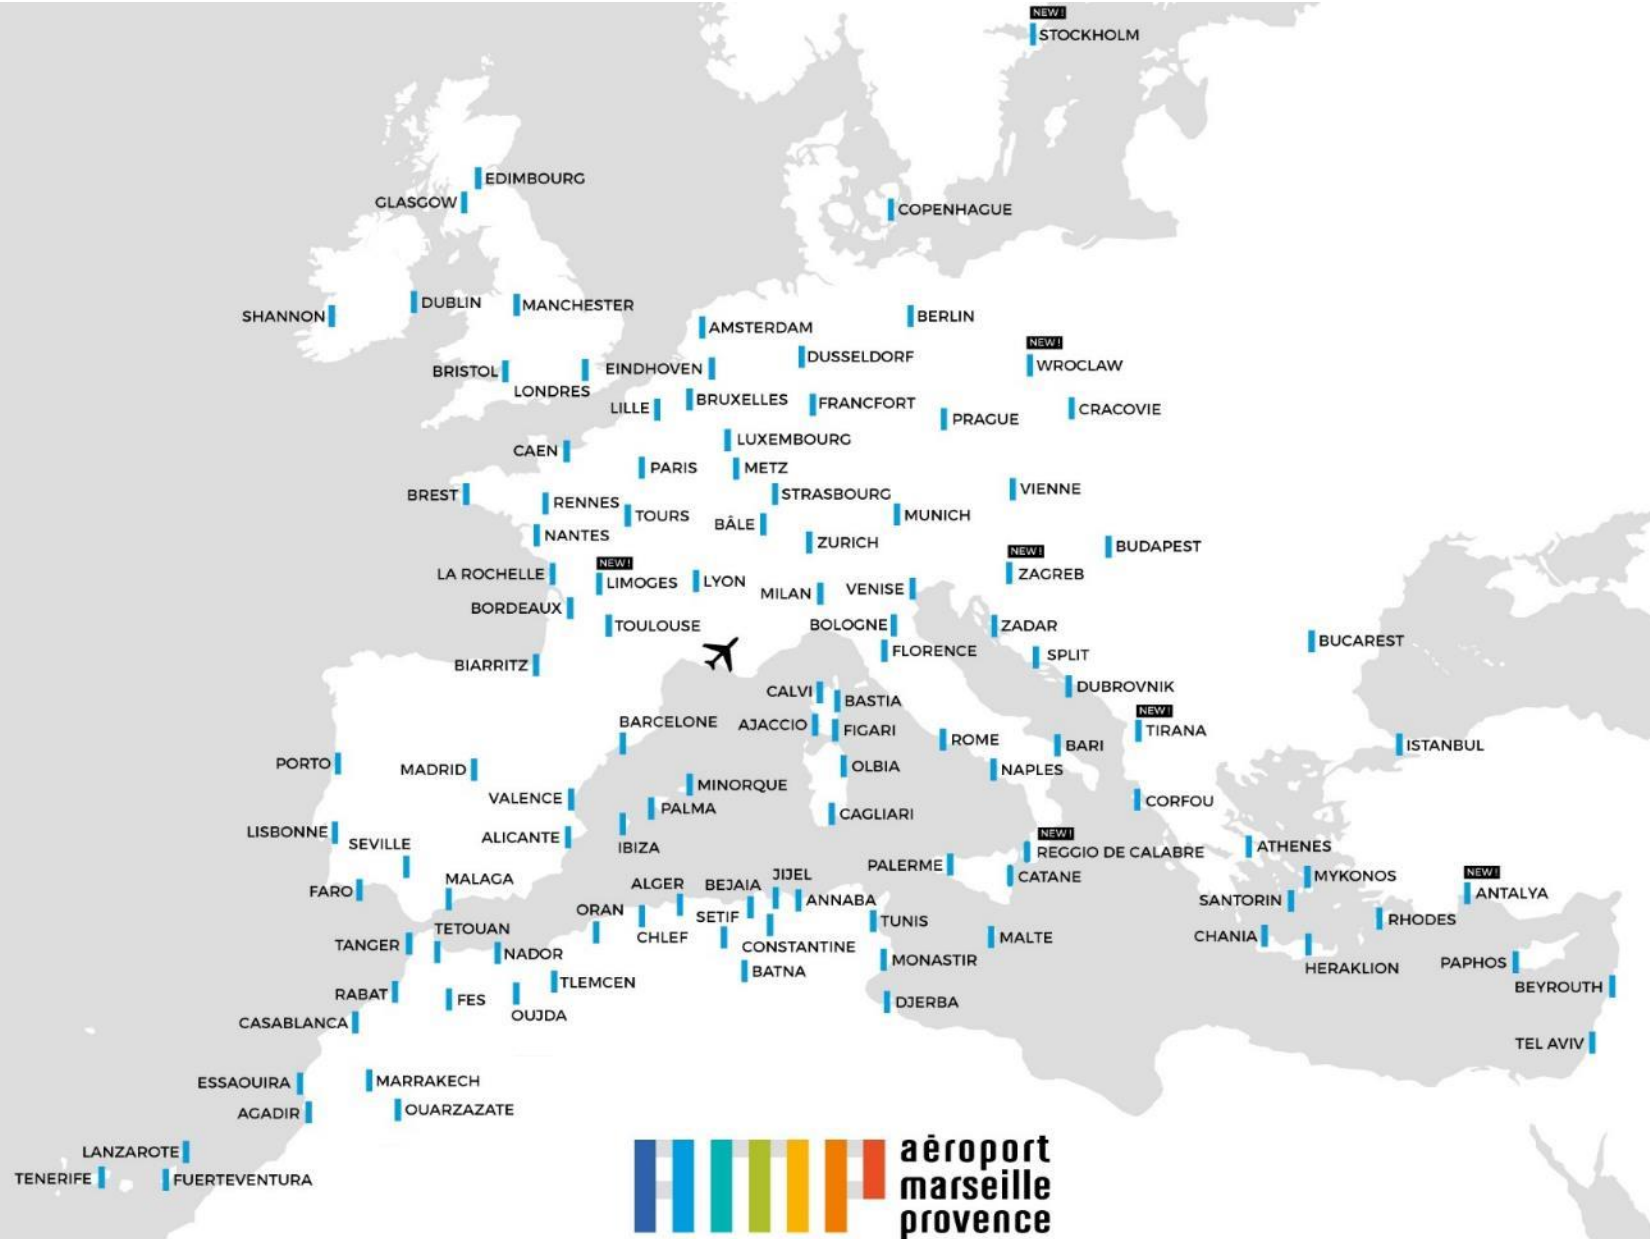 NEW !
STOCKHOLM
EDIMBOURG
GLASGOW
COPENHAGUE
DUBLIN
MANCHESTER
SHANNON
BERLIN
AMSTERDAM
NEW !
DUSSELDORF
WROCLAW
BRISTOL
EINDHOVEN
LONDRES
BRUXELLES
FRANCFORT
LILLE
CRACOVIE
PRAGUE
LUXEMBOURG
CAEN
PARIS
METZ
VIENNE
BREST
STRASBOURG
RENNES
TOURS
MUNICH
BÂLE
NANTES
ZURICH
BUDAPEST
NEW !
NEW !
LA ROCHELLE
ZAGREB
LIMOGES
LYON
MILAN
VENISE
BORDEAUX
TOULOUSE
BOLOGNE
ZADAR
BUCAREST
FLORENCE
SPLIT
BIARRITZ
DUBROVNIK
CALVI
BASTIA
NEW !
BARCELONE
AJACCIO
FIGARI
TIRANA
ROME
BARI
ISTANBUL
PORTO
MADRID
OLBIA
NAPLES
MINORQUE
VALENCE
CORFOU
PALMA
CAGLIARI
LISBONNE
SEVILLE
ALICANTE
NEW !
IBIZA
REGGIO DE CALABRE
ATHENES
PALERME
NEW !
JIJEL
CATANE
MYKONOS
MALAGA
ALGER
BEJAIA
FARO
ANTALYA
ANNABA
SANTORIN
ORAN
SETIF
TUNIS
RHODES
TETOUAN
CHLEF
MALTE
CHANIA
TANGER
CONSTANTINE
NADOR
MONASTIR
PAPHOS
HERAKLION
BATNA
TLEMCEN
BEYROUTH
RABAT
FES
DJERBA
OUJDA
CASABLANCA
TEL AVIV
ESSAOUIRA
MARRAKECH
AGADIR
OUARZAZATE
LANZAROTE
TENERIFE
FUERTEVENTURA
AMP
aéroport
marseille
provence